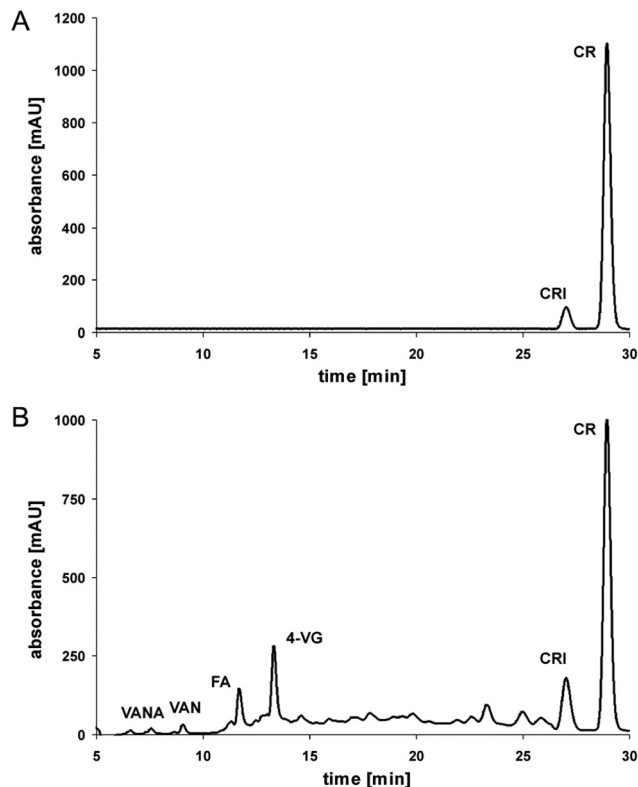 A
1200
1000
800
600
400
200
0
absorbance [mAU]
CR
CRI
5 10 15 20 25 30
time [min]
B
1000
750
500
250
0
absorbance [mAU]
CR
4-VG
CRI
FA
VAN
VANA
5 10 15 20 25 30
time [min]